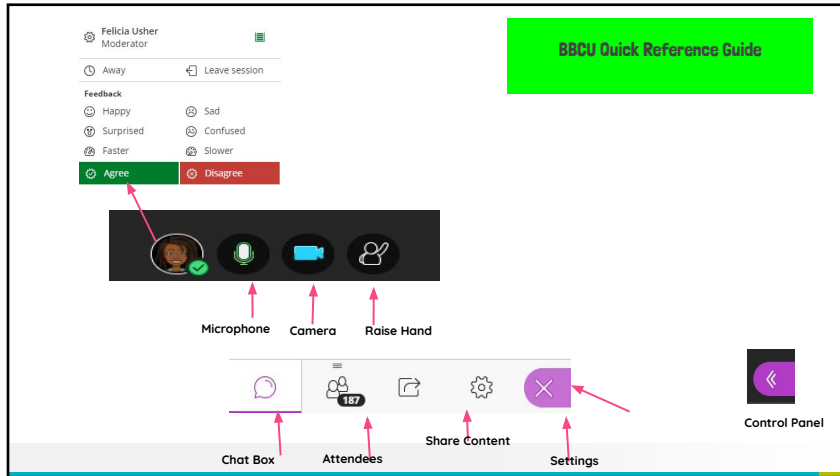 Felicia Usher
Moderator
BBCU Quick Reference Guide
Away
Leave session
Feedback
Happy
Sad
Surprised
Confused
Faster
Slower
Agree
Disagree
Microphone
Camera
Raise Hand
187
Control Panel
Share Content
Chat Box
Attendees
Settings